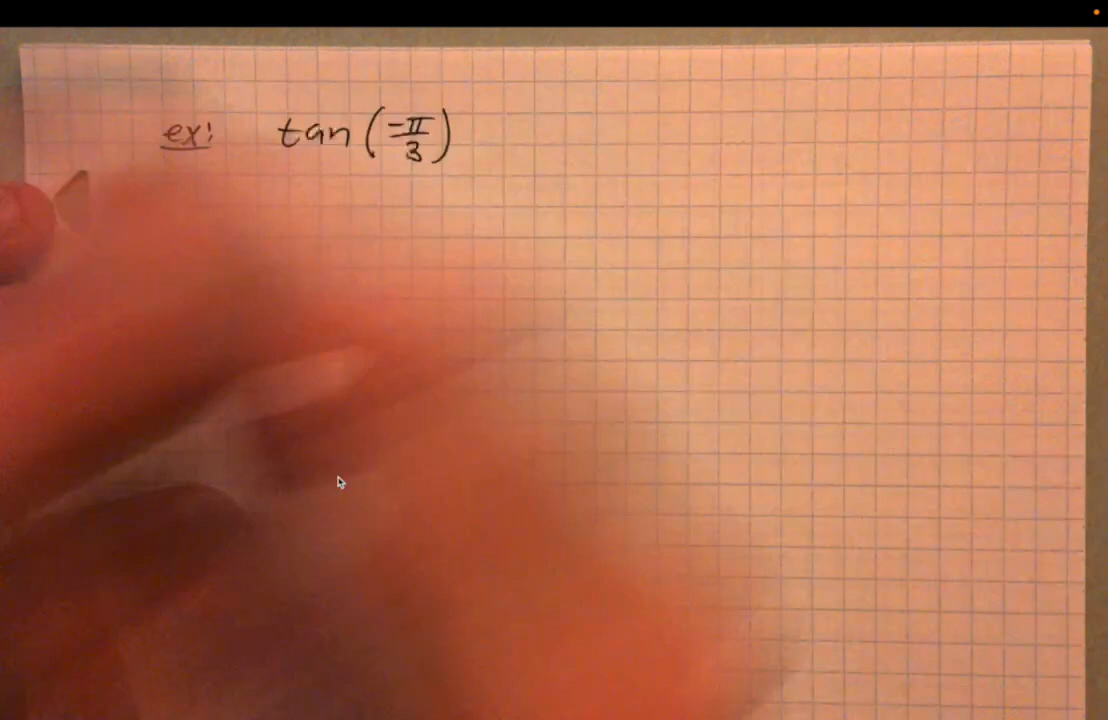 ex: tan (-π/3)